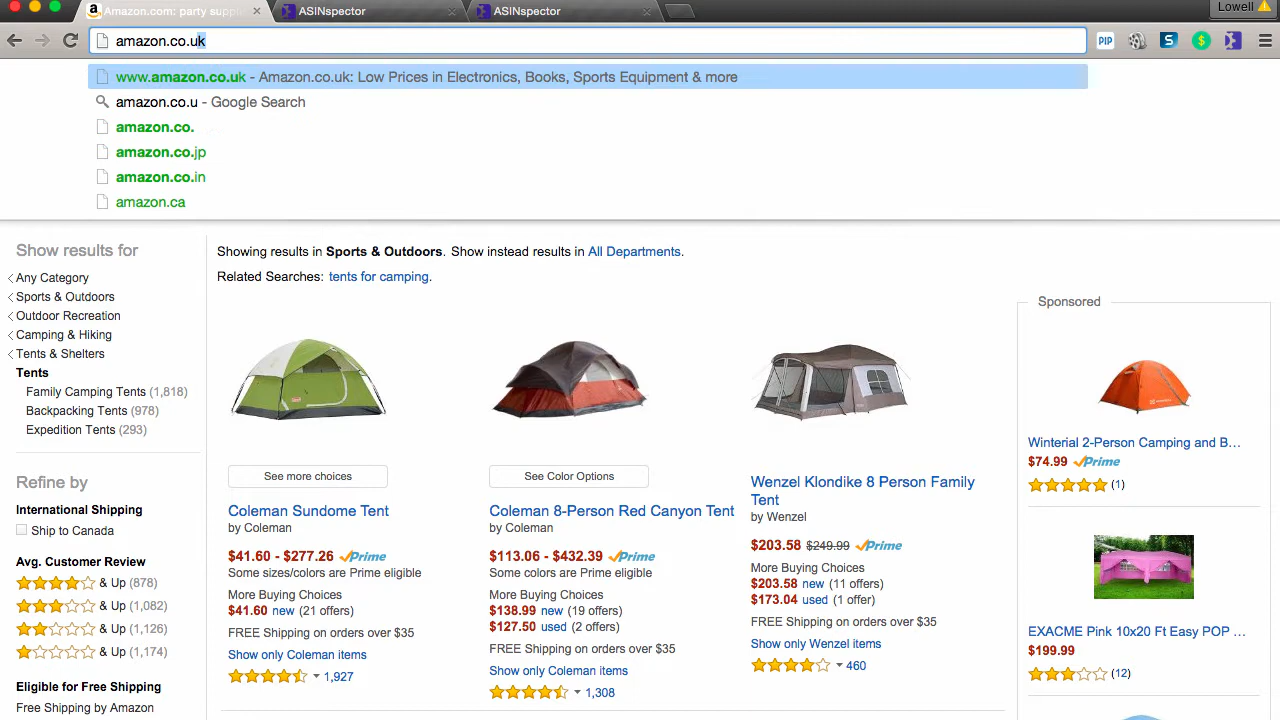 Amazon.com: party supp
ASINspector
ASINspector
Lowell
amazon.co.uk
PIP
S
$
www.amazon.co.uk - Amazon.co.uk: Low Prices in Electronics, Books, Sports Equipment & more
amazon.co.u - Google Search
amazon.co.
amazon.co.jp
amazon.co.in
amazon.ca
Show results for
Any Category
Sports & Outdoors
Outdoor Recreation
Camping & Hiking
Tents & Shelters
Tents
Family Camping Tents (1,818)
Backpacking Tents (978)
Expedition Tents (293)
Refine by
International Shipping
Ship to Canada
Avg. Customer Review
& Up (878)
& Up (1,082)
& Up (1,126)
& Up (1,174)
Eligible for Free Shipping
Free Shipping by Amazon
Showing results in Sports & Outdoors. Show instead results in All Departments.
Related Searches: tents for camping.
See more choices
Coleman Sundome Tent
by Coleman
$41.60 - $277.26 Prime
Some sizes/colors are Prime eligible
More Buying Choices
$41.60 new (21 offers)
FREE Shipping on orders over $35
Show only Coleman items
1,927
See Color Options
Coleman 8-Person Red Canyon Tent
by Coleman
$113.06 - $432.39 Prime
Some colors are Prime eligible
More Buying Choices
$138.99 new (19 offers)
$127.50 used (2 offers)
FREE Shipping on orders over $35
Show only Coleman items
1,308
Wenzel Klondike 8 Person Family
Tent
by Wenzel
$203.58 $249.99 Prime
More Buying Choices
$203.58 new (11 offers)
$173.04 used (1 offer)
FREE Shipping on orders over $35
Show only Wenzel items
460
Sponsored
Winterial 2-Person Camping and B…
$74.99 Prime
(1)
EXACME Pink 10x20 Ft Easy POP …
$199.99
(12)